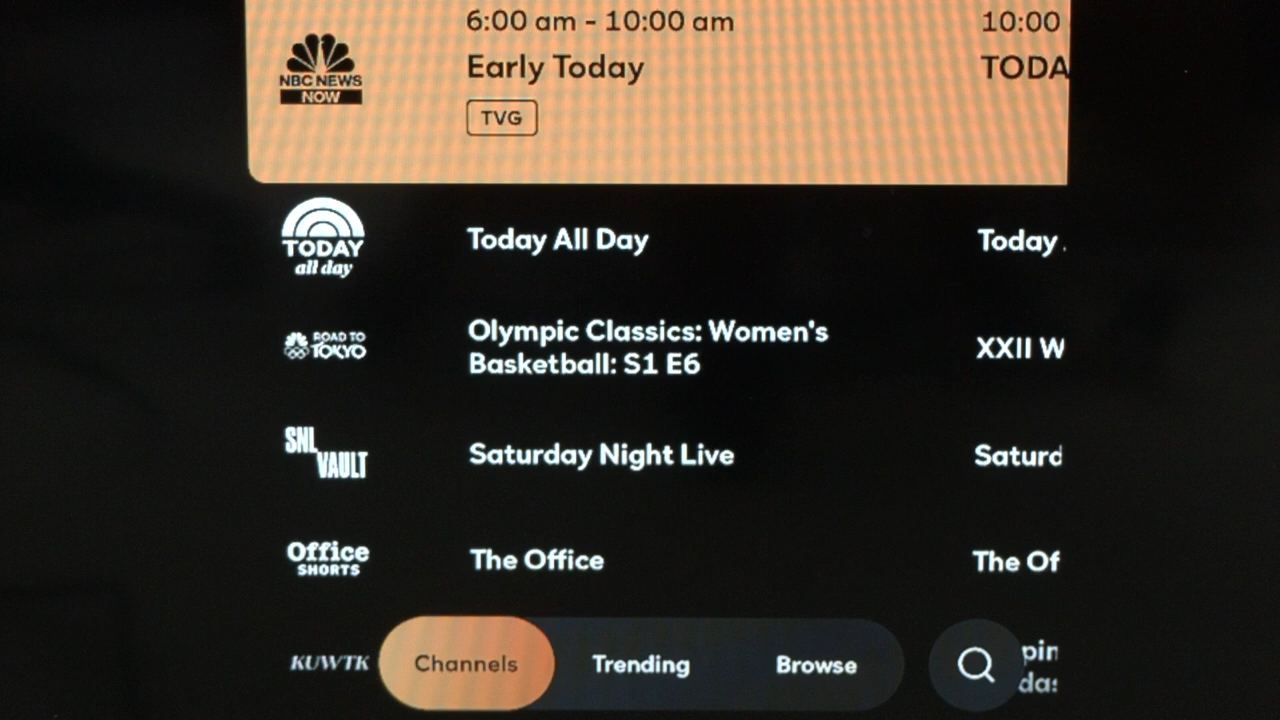 6:00 am - 10:00 am
10:00
NBC NEWS
NOW
Early Today
TODA
TVG
TODAY
all day
Today All Day
Today
ROAD TO
TOKYO
Olympic Classics: Women's
Basketball: S1 E6
XXII W
SNL
VAULT
Saturday Night Live
Saturd
Office
SHORTS
The Office
The Of
KUWTK
Channels
Trending
Browse
pin
das